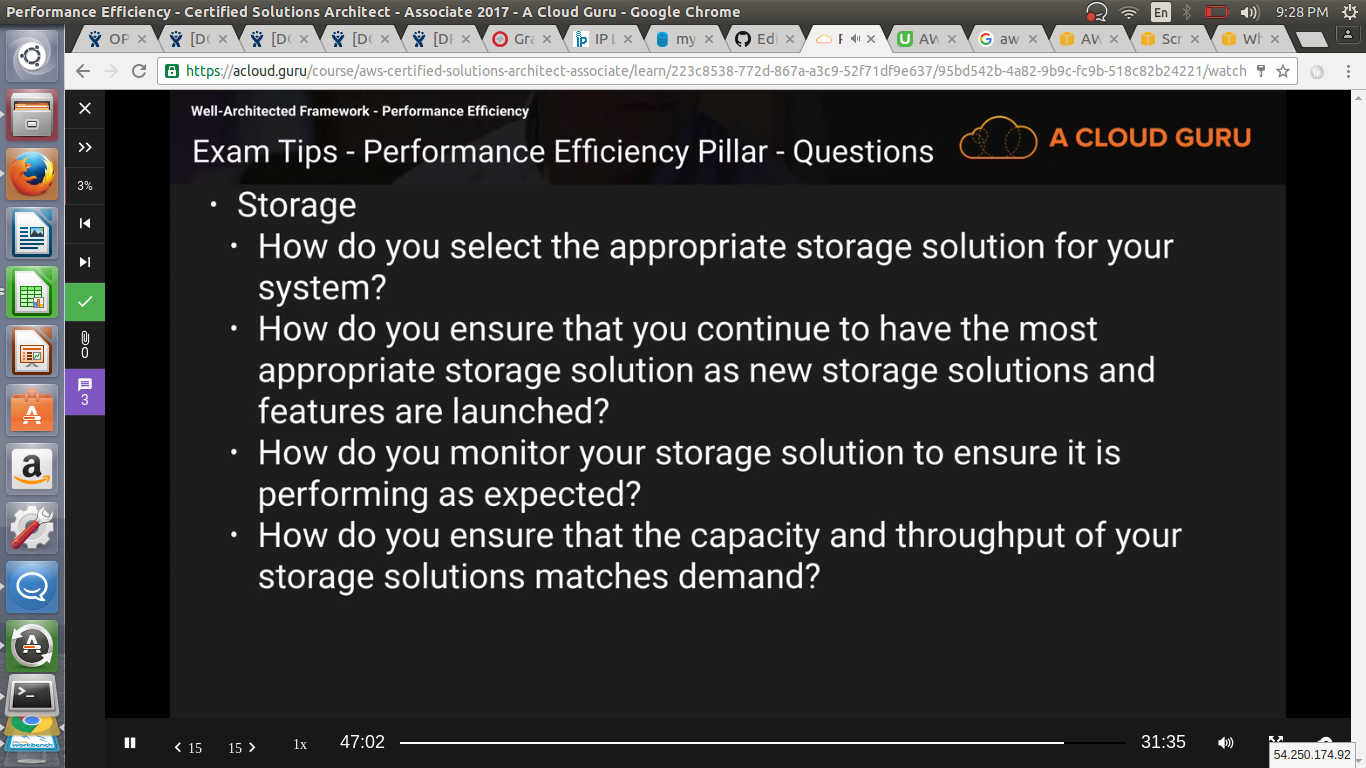 Performance Efficiency - Certified Solutions Architect - Associate 2017 - A Cloud Guru - Google Chrome
En
9:28 PM
OP
[DC
[DC
[DC
[DF
Gra
IP L
my
Edi
AW
aw
AW
Scr
Wh
https://acloud.guru/course/aws-certified-solutions-architect-associate/learn/223c8538-772d-867a-a3c9-52f71df9e637/95bd542b-4a82-9b9c-fc9b-518c82b24221/watch
Well-Architected Framework - Performance Efficiency
Exam Tips - Performance Efficiency Pillar - Questions
A CLOUD GURU
3%
0
3
• Storage
• How do you select the appropriate storage solution for your
system?
• How do you ensure that you continue to have the most
appropriate storage solution as new storage solutions and
features are launched?
• How do you monitor your storage solution to ensure it is
performing as expected?
• How do you ensure that the capacity and throughput of your
storage solutions matches demand?
15
15
1x
47:02
31:35
54.250.174.92